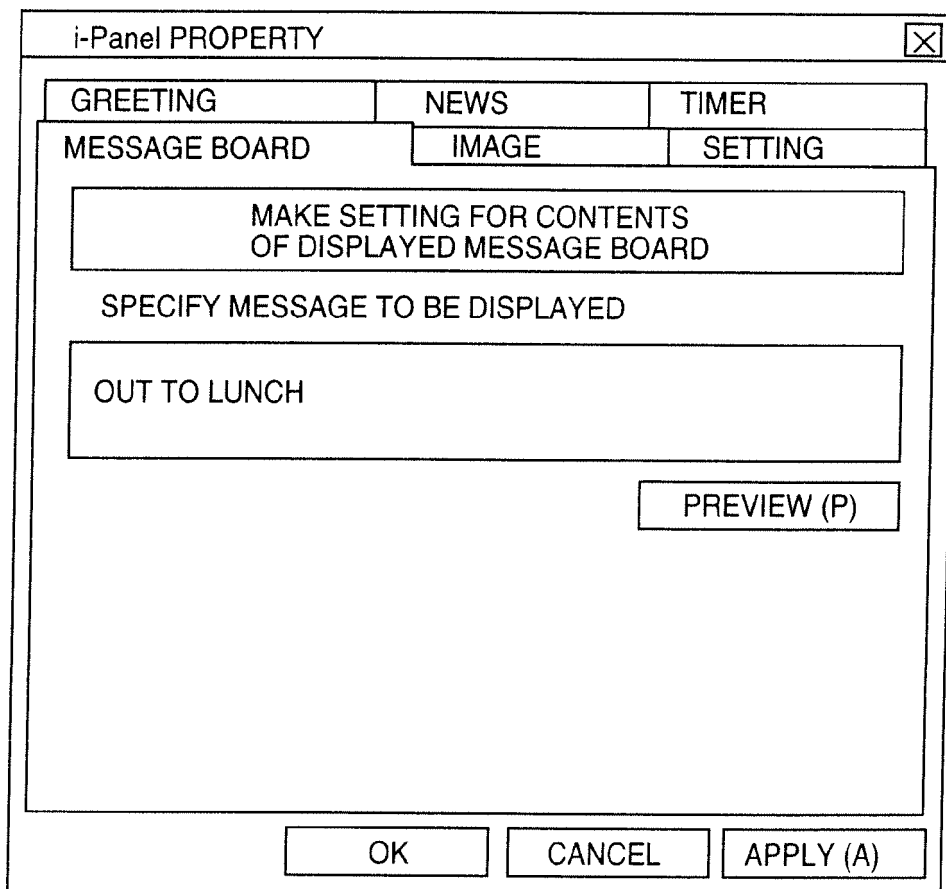 i-Panel PROPERTY
GREETING NEWS TIMER
MESSAGE BOARD IMAGE SETTING
MAKE SETTING FOR CONTENTS
OF DISPLAYED MESSAGE BOARD
SPECIFY MESSAGE TO BE DISPLAYED
OUT TO LUNCH
PREVIEW (P)
OK CANCEL APPLY (A)